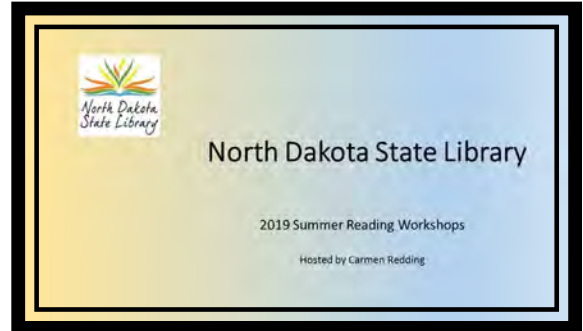 North Dakota
State Library
North Dakota State Library
2019 Summer Reading Workshops
Hosted by Carmen Redding